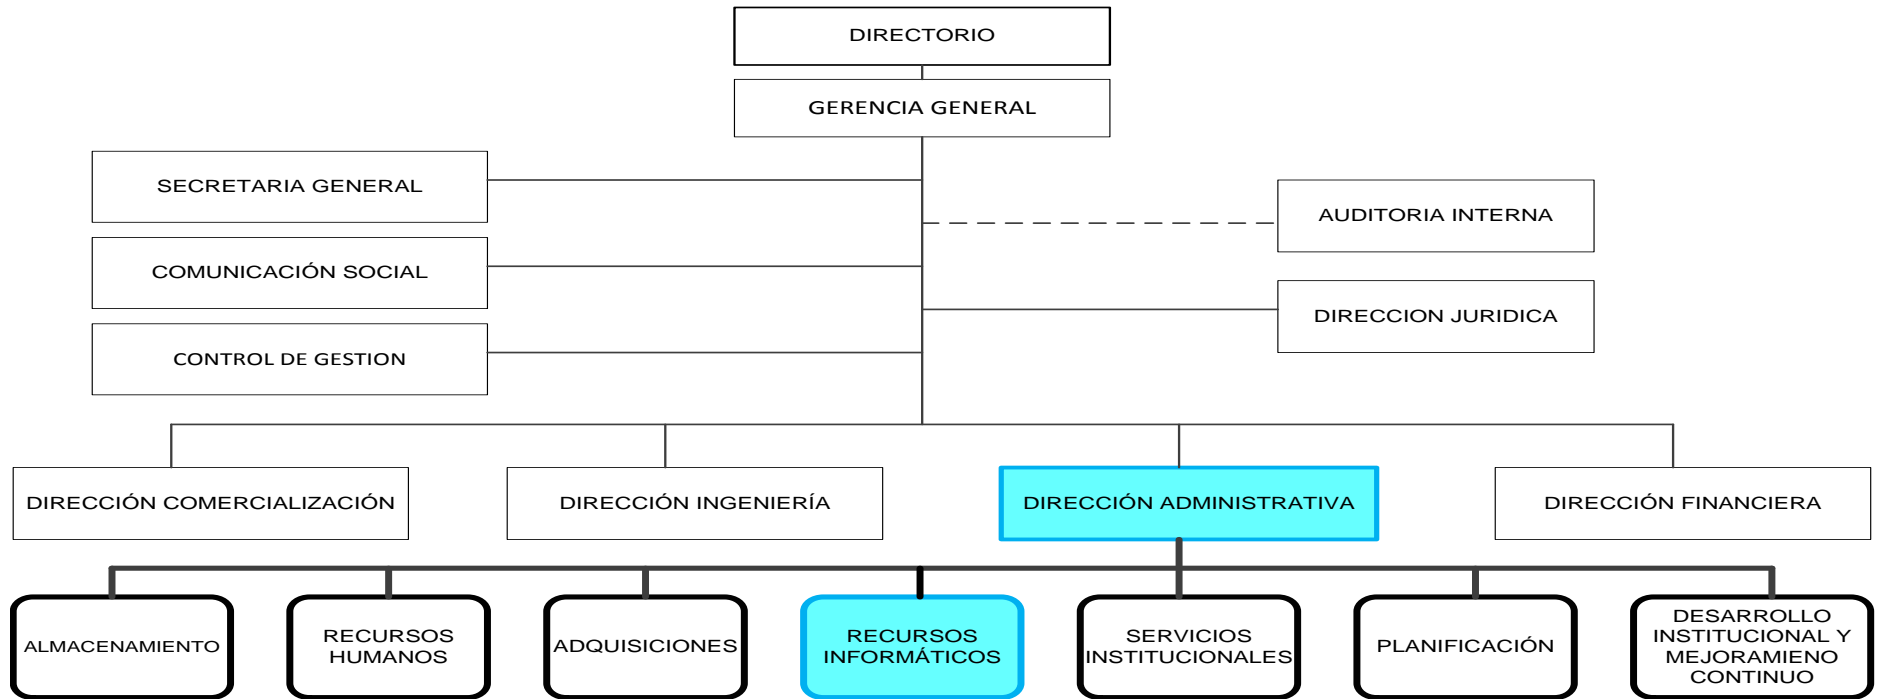 DIRECTORIO
GERENCIA GENERAL
SECRETARIA GENERAL
AUDITORIA INTERNA
COMUNICACIÓN SOCIAL
DIRECCION JURIDICA
CONTROL DE GESTION
DIRECCIÓN COMERCIALIZACIÓN
DIRECCIÓN INGENIERÍA
DIRECCIÓN ADMINISTRATIVA
DIRECCIÓN FINANCIERA
ALMACENAMIENTO
RECURSOS
HUMANOS
ADQUISICIONES
RECURSOS
INFORMÁTICOS
SERVICIOS
INSTITUCIONALES
PLANIFICACIÓN
DESARROLLO
INSTITUCIONAL Y
MEJORAMIENO
CONTINUO